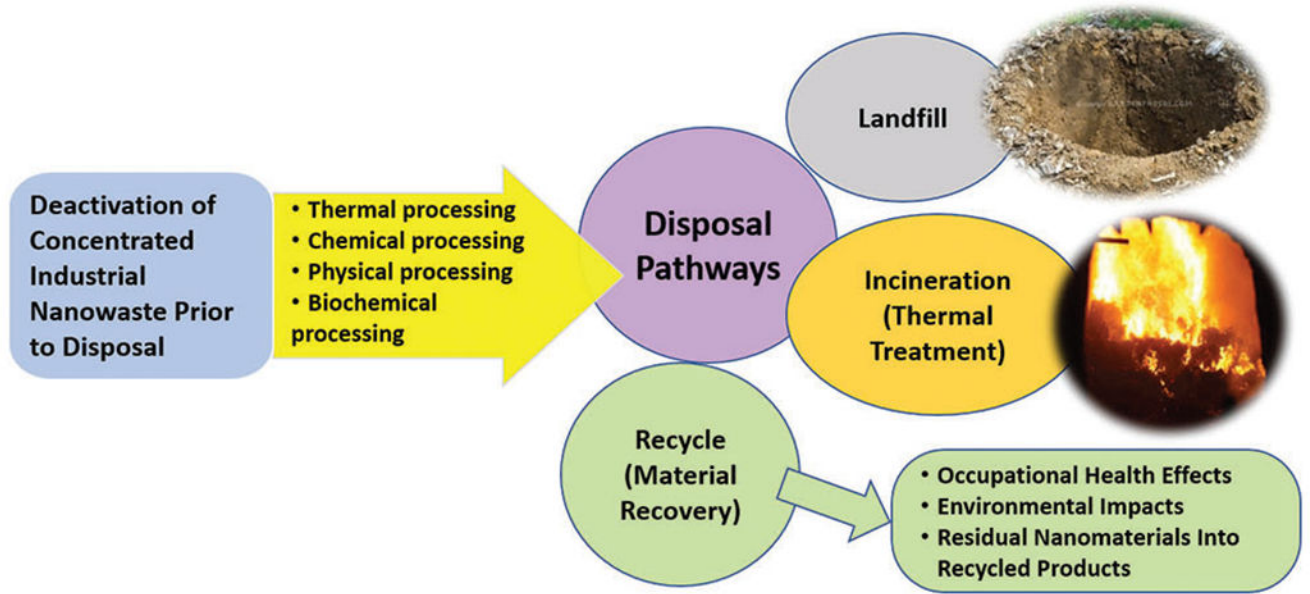 Deactivation of
Concentrated
Industrial
Nanowaste Prior
to Disposal
• Thermal processing
• Chemical processing
• Physical processing
• Biochemical
processing
Disposal
Pathways
Landfill
Incineration
(Thermal
Treatment)
Recycle
(Material
Recovery)
• Occupational Health Effects
• Environmental Impacts
• Residual Nanomaterials Into
Recycled Products